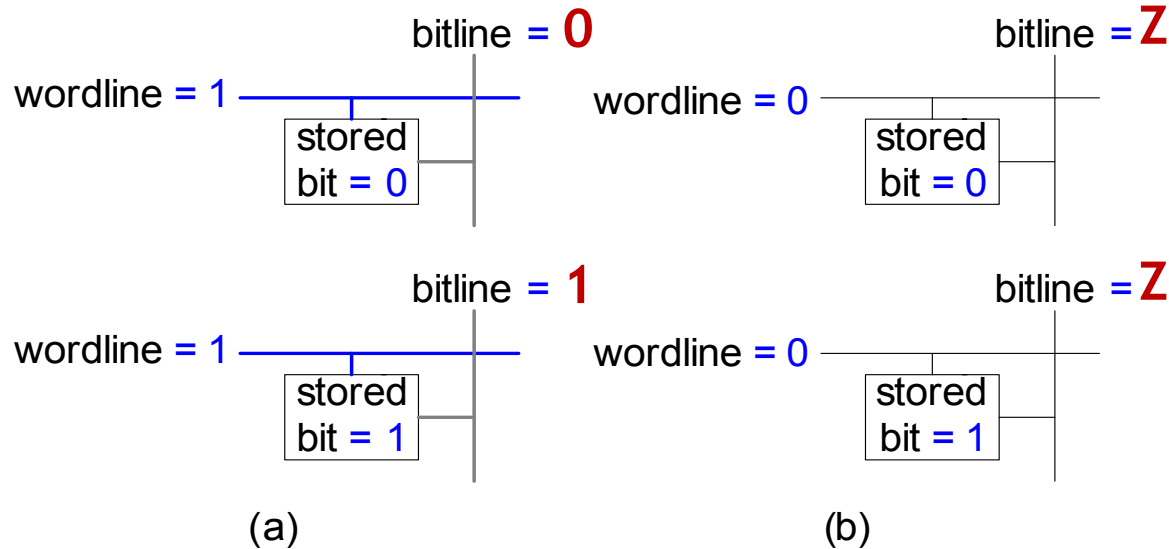 bitline = 0
wordline = 1
stored
bit = 0
bitline = 1
wordline = 1
stored
bit = 1
(a)
bitline = Z
wordline = 0
stored
bit = 0
bitline = Z
wordline = 0
stored
bit = 1
(b)